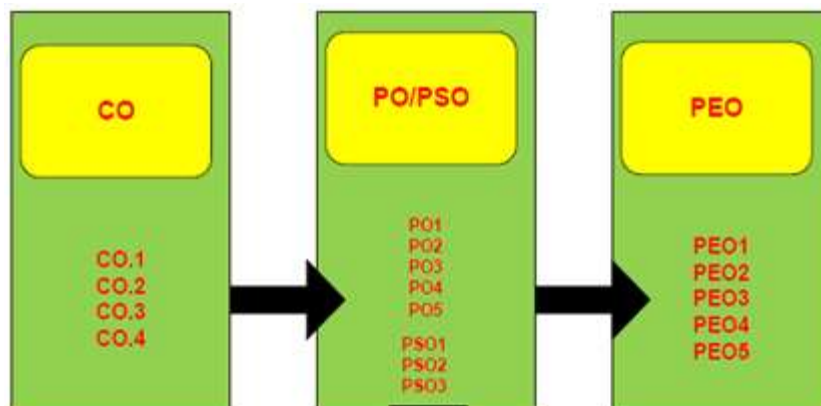 CO
CO.1
CO.2
CO.3
CO.4
PO/PSO
PO1
PO2
PO3
PO4
PO5
PSO1
PSO2
PSO3
PEO
PEO1
PEO2
PEO3
PEO4
PEO5